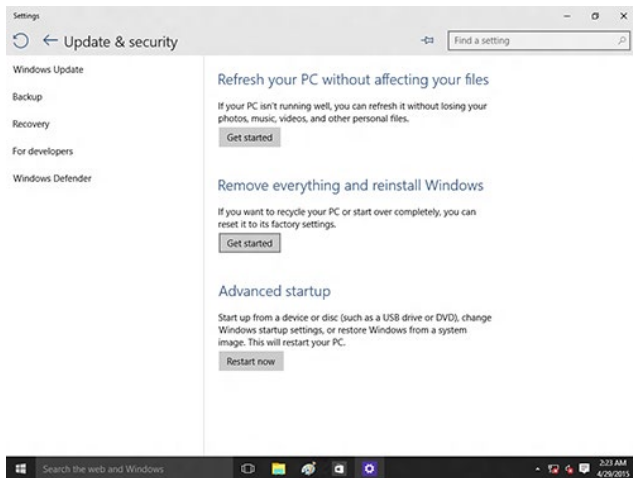 Settings
Update & security
Find a setting
Windows Update
Backup
Recovery
For developers
Windows Defender
Refresh your PC without affecting your files
If your PC isn't running well, you can refresh it without losing your
photos, music, videos, and other personal files.
Get started
Remove everything and reinstall Windows
If you want to recycle your PC or start over completely, you can
reset it to its factory settings.
Get started
Advanced startup
Start up from a device or disc (such as a USB drive or DVD), change
Windows startup settings, or restore Windows from a system
image. This will restart your PC.
Restart now
Search the web and Windows
2:23 AM
4/29/2015